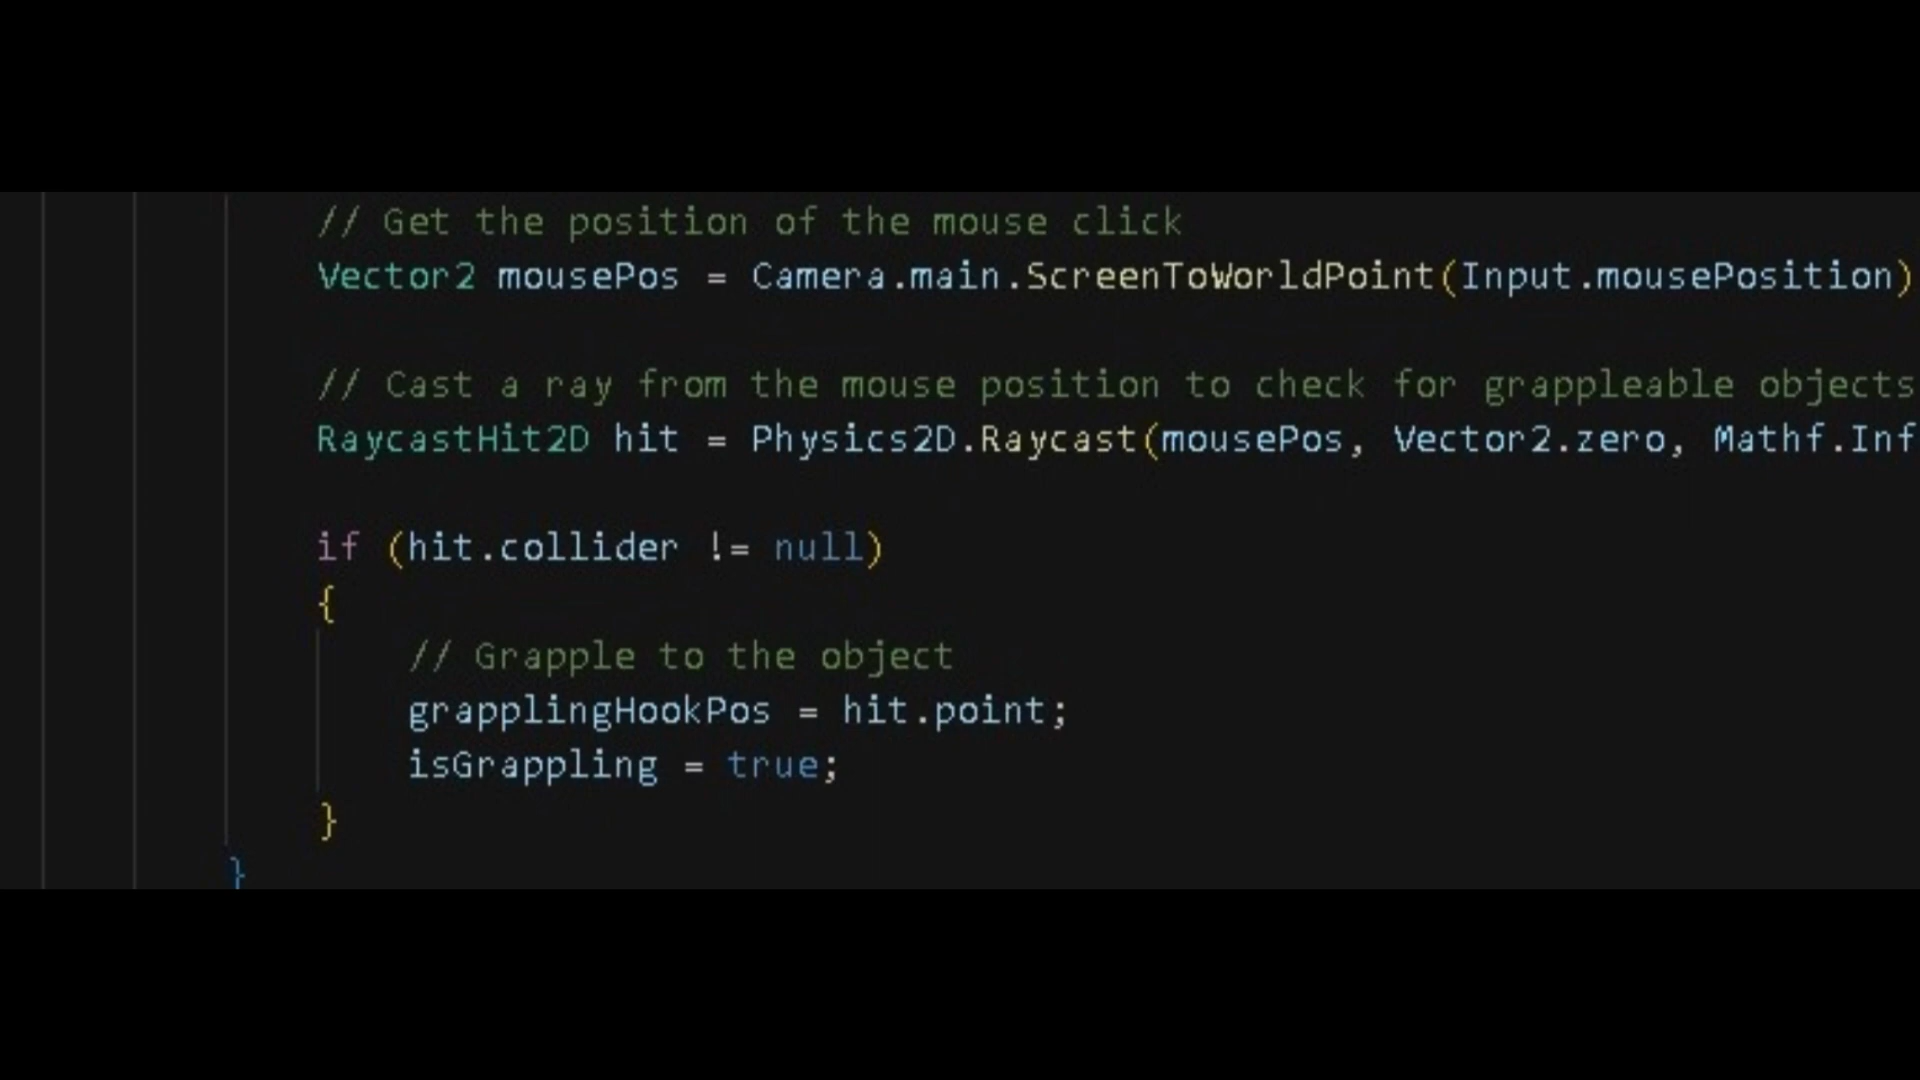 // Get the position of the mouse click
Vector2 mousePos = Camera.main.ScreenToWorldPoint(Input.mousePosition)
// Cast a ray from the mouse position to check for grappleable objects
RaycastHit2D hit = Physics2D.Raycast(mousePos, Vector2.zero, Mathf.Inf
if (hit.collider != null)
{
// Grapple to the object
grapplingHookPos = hit.point;
isGrappling = true;
}
}